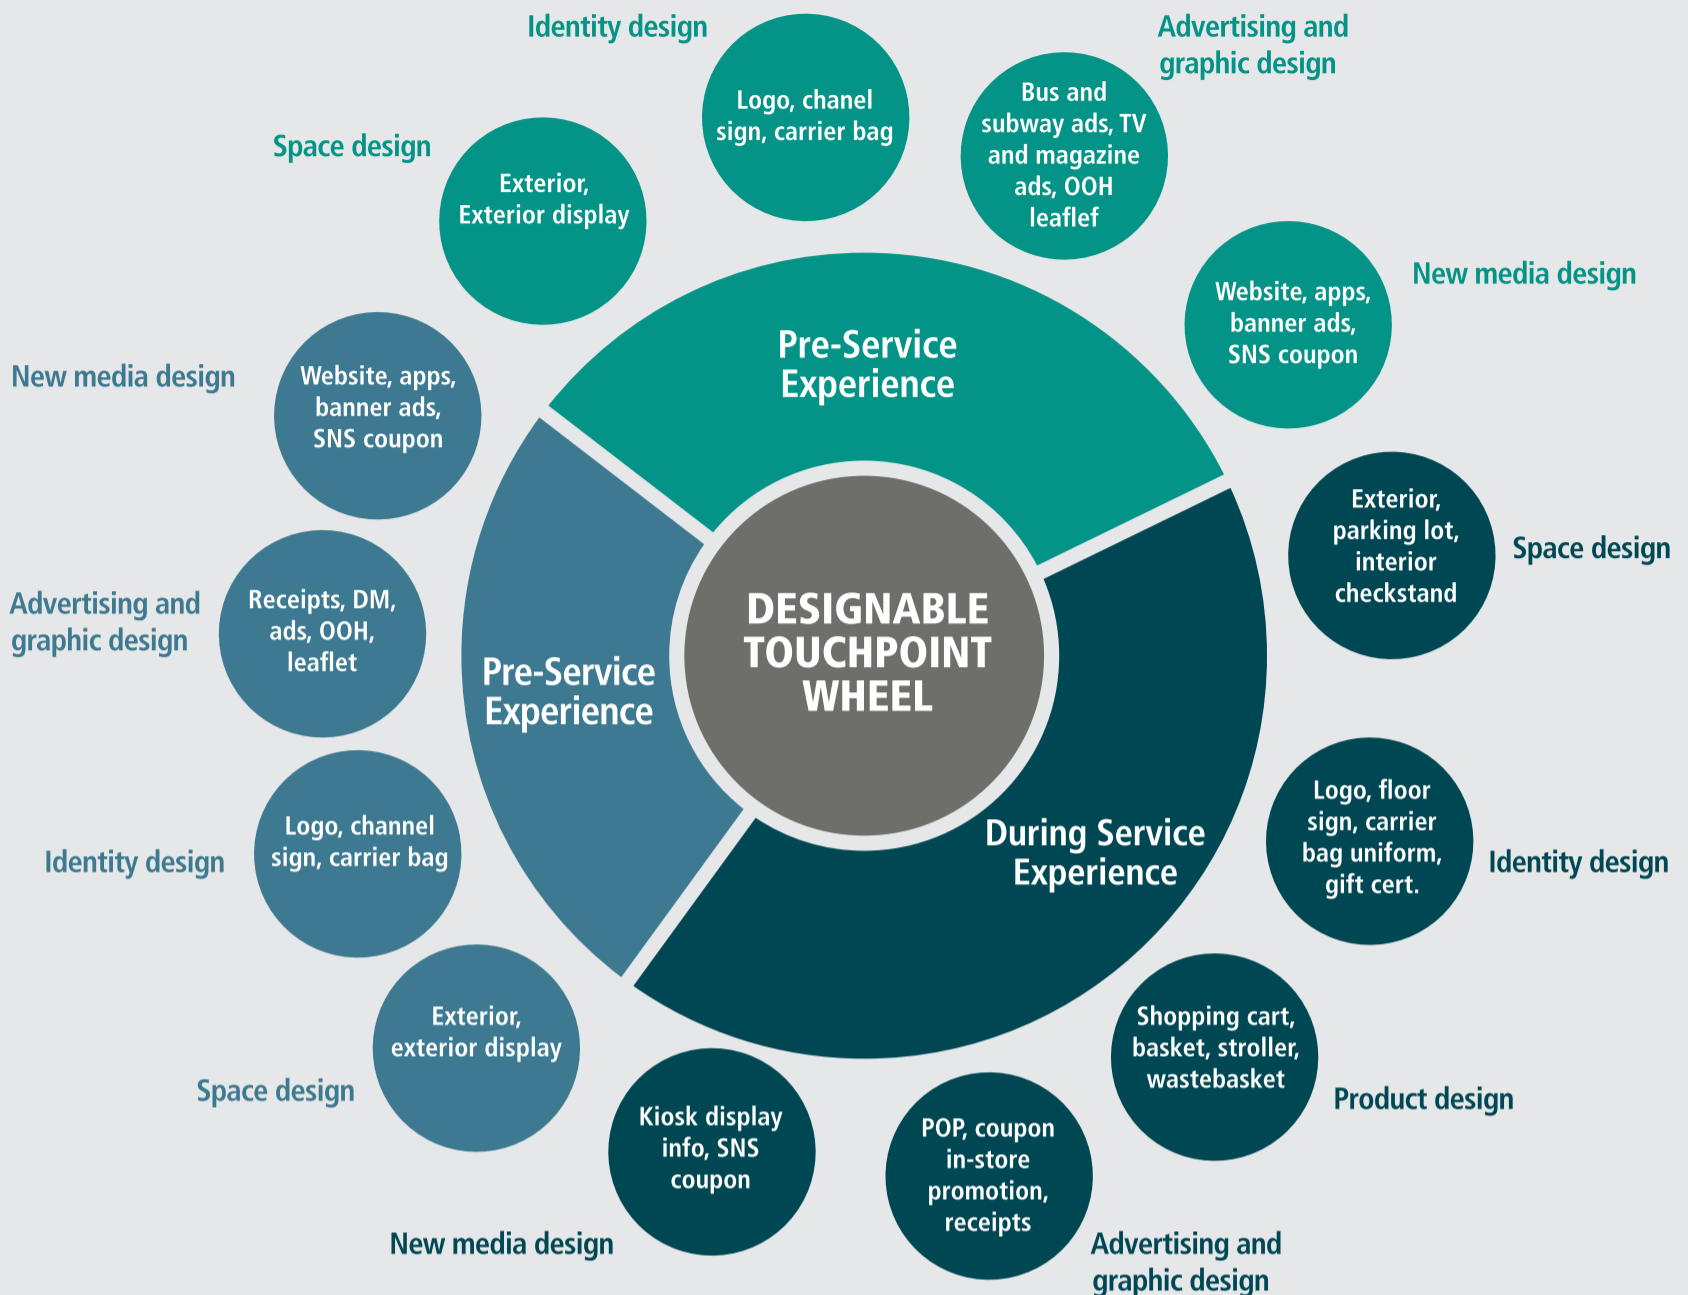 Identity design
Logo, chanel
sign, carrier bag
Advertising and
graphic design
Bus and
subway ads, TV
and magazine
ads, OOH
leaflef
Space design
Exterior,
Exterior display
New media design
Website, apps,
banner ads,
SNS coupon
Pre-Service
Experience
New media design
Website, apps,
banner ads,
SNS coupon
Exterior,
parking lot,
interior
checkstand
Space design
Advertising and
graphic design
Receipts, DM,
ads, OOH,
leaflet
Pre-Service
Experience
DESIGNABLE
TOUCHPOINT
WHEEL
During Service
Experience
Logo, floor
sign, carrier
bag uniform,
gift cert.
Identity design
Identity design
Logo, channel
sign, carrier bag
Space design
Exterior,
exterior display
Shopping cart,
basket, stroller,
wastebasket
Product design
Kiosk display
info, SNS
coupon
New media design
POP, coupon
in-store
promotion,
receipts
Advertising and
graphic design